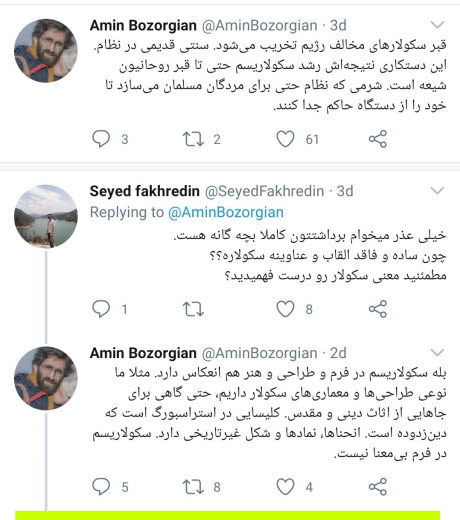 Amin Bozorgian @AminBozorgian · 3d
قبر سکولارهای مخالف رژیم تخریب می‌شود. سنتی قدیمی در نظام.
این دستکاری نتیجه‌اش رشد سکولاریسم حتی تا قبر روحانیون
شیعه است. شرمی که نظام حتی برای مردگان مسلمان می‌سازد تا
خود را از دستگاه حاکم جدا کنند.
3 2 61
Seyed fakhredin @SeyedFakhredin · 3d
Replying to @AminBozorgian
خیلی عذر میخوام برداشتتون کاملا بچه گانه هست.
چون ساده و فاقد القاب و عناوینه سکولاره؟؟
مطمئنید معنی سکولار رو درست فهمیدید؟
1 8
Amin Bozorgian @AminBozorgian · 2d
بله سکولاریسم در فرم و طراحی و هنر هم انعکاس دارد. مثلا ما
نوعی طراحی‌ها و معماری‌های سکولار داریم، حتی گاهی برای
جاهایی از اثاث دینی و مقدس. کلیسایی در استراسبورگ است که
دین‌زدوده است. انحناها، نمادها و شکل غیرتاریخی دارد. سکولاریسم
در فرم بی‌معنا نیست.
5 8 4